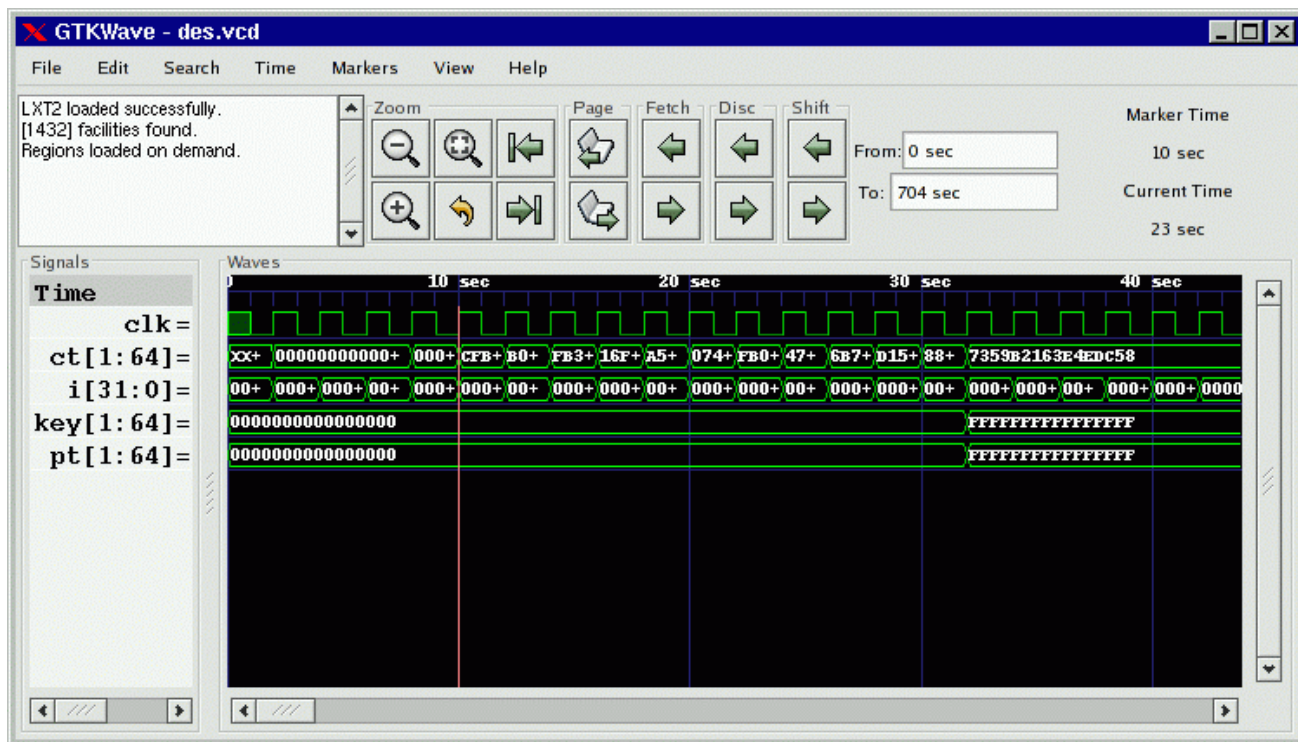 GTKWave - des.vcd
File Edit Search Time Markers View Help
LXT2 loaded successfully.
[1432] facilities found.
Regions loaded on demand.
Zoom Page Fetch Disc Shift
From: 0 sec
To: 704 sec
Marker Time
10 sec
Current Time
23 sec
Signals
Waves
Time
0 10 sec 20 sec 30 sec 40 sec
clk=
ct[1:64]= XX+ 00000000000+ 000+ CFB+ B0+ FB3+ 16F+ A5+ 074+ FB0+ 47+ 6B7+ D15+ 88+ 7359B2163E4EDC58
i[31:0]= 00+ 000+ 000+ 00+ 000+ 000+ 00+ 000+ 000+ 00+ 000+ 000+ 00+ 000+ 000+ 00+ 000+ 000+ 00+ 000+ 000+ 0000
key[1:64]= 0000000000000000 FFFFFFFFFFFFFFFF
pt[1:64]= 0000000000000000 FFFFFFFFFFFFFFFF